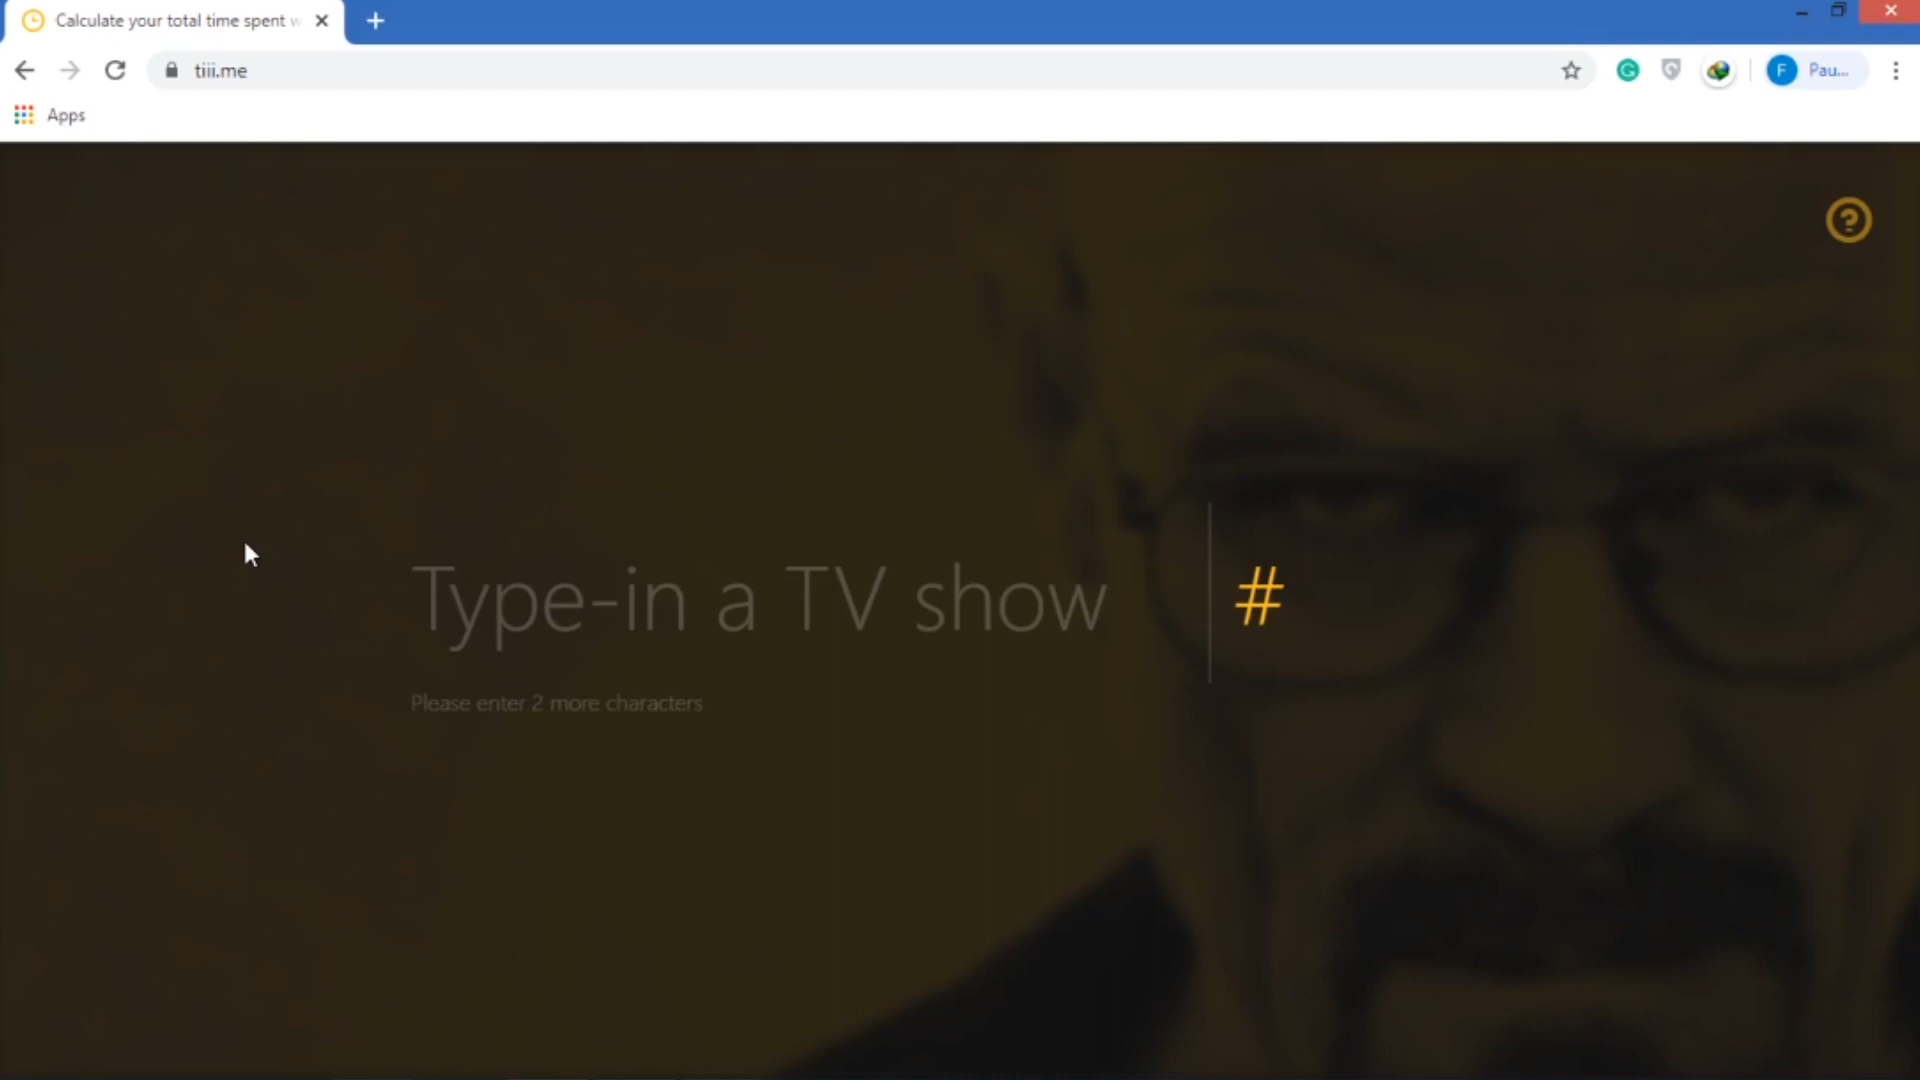 Calculate your total time spent w
tiii.me
F Pau...
Apps
?
Type-in a TV show #
Please enter 2 more characters